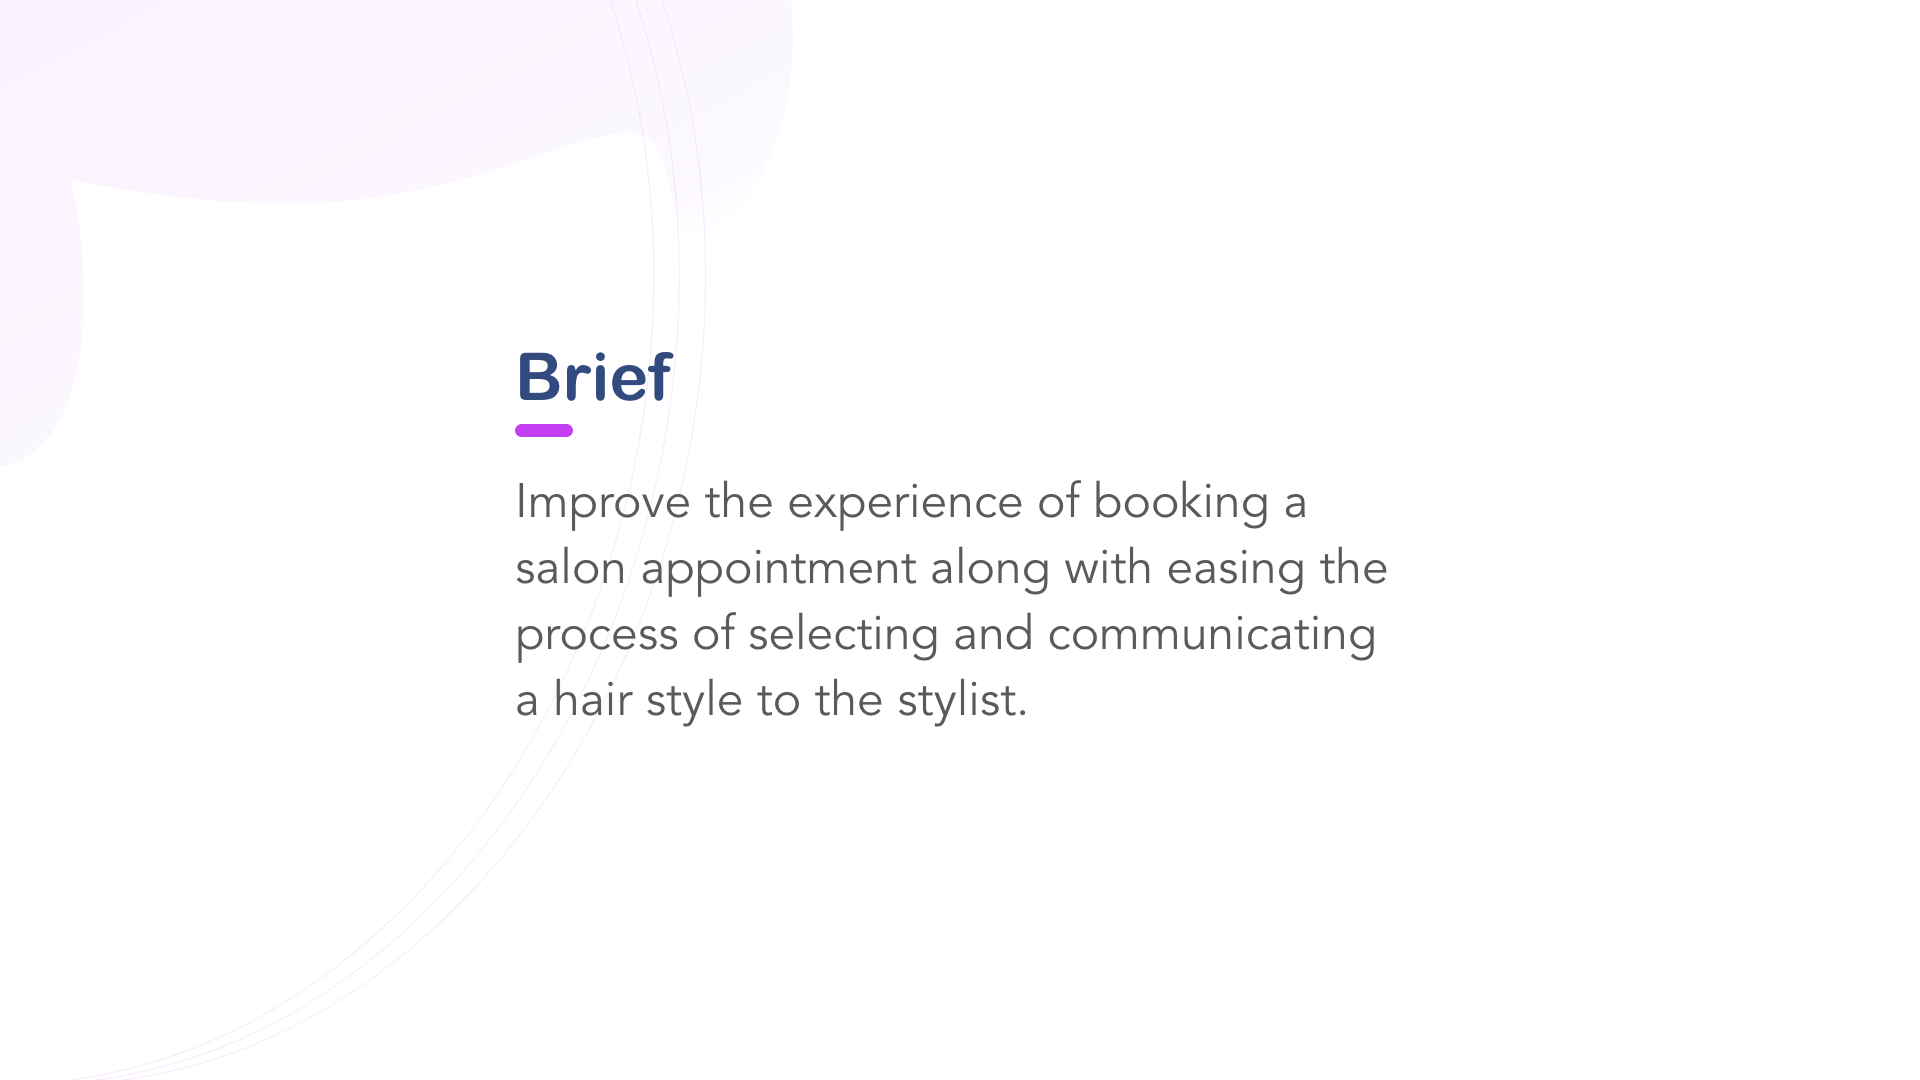 Brief
Improve the experience of booking a
salon appointment along with easing the
process of selecting and communicating
a hair style to the stylist.